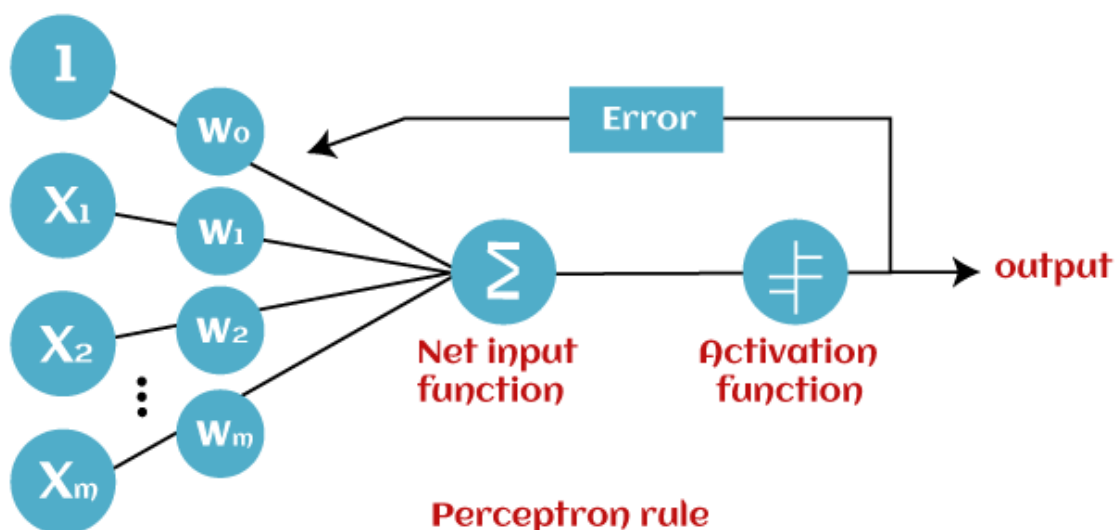 1
w₀
Error
X₁
w₁
Σ
output
X₂
w₂
Net input
function
Activation
function
Xₘ
wₘ
Perceptron rule